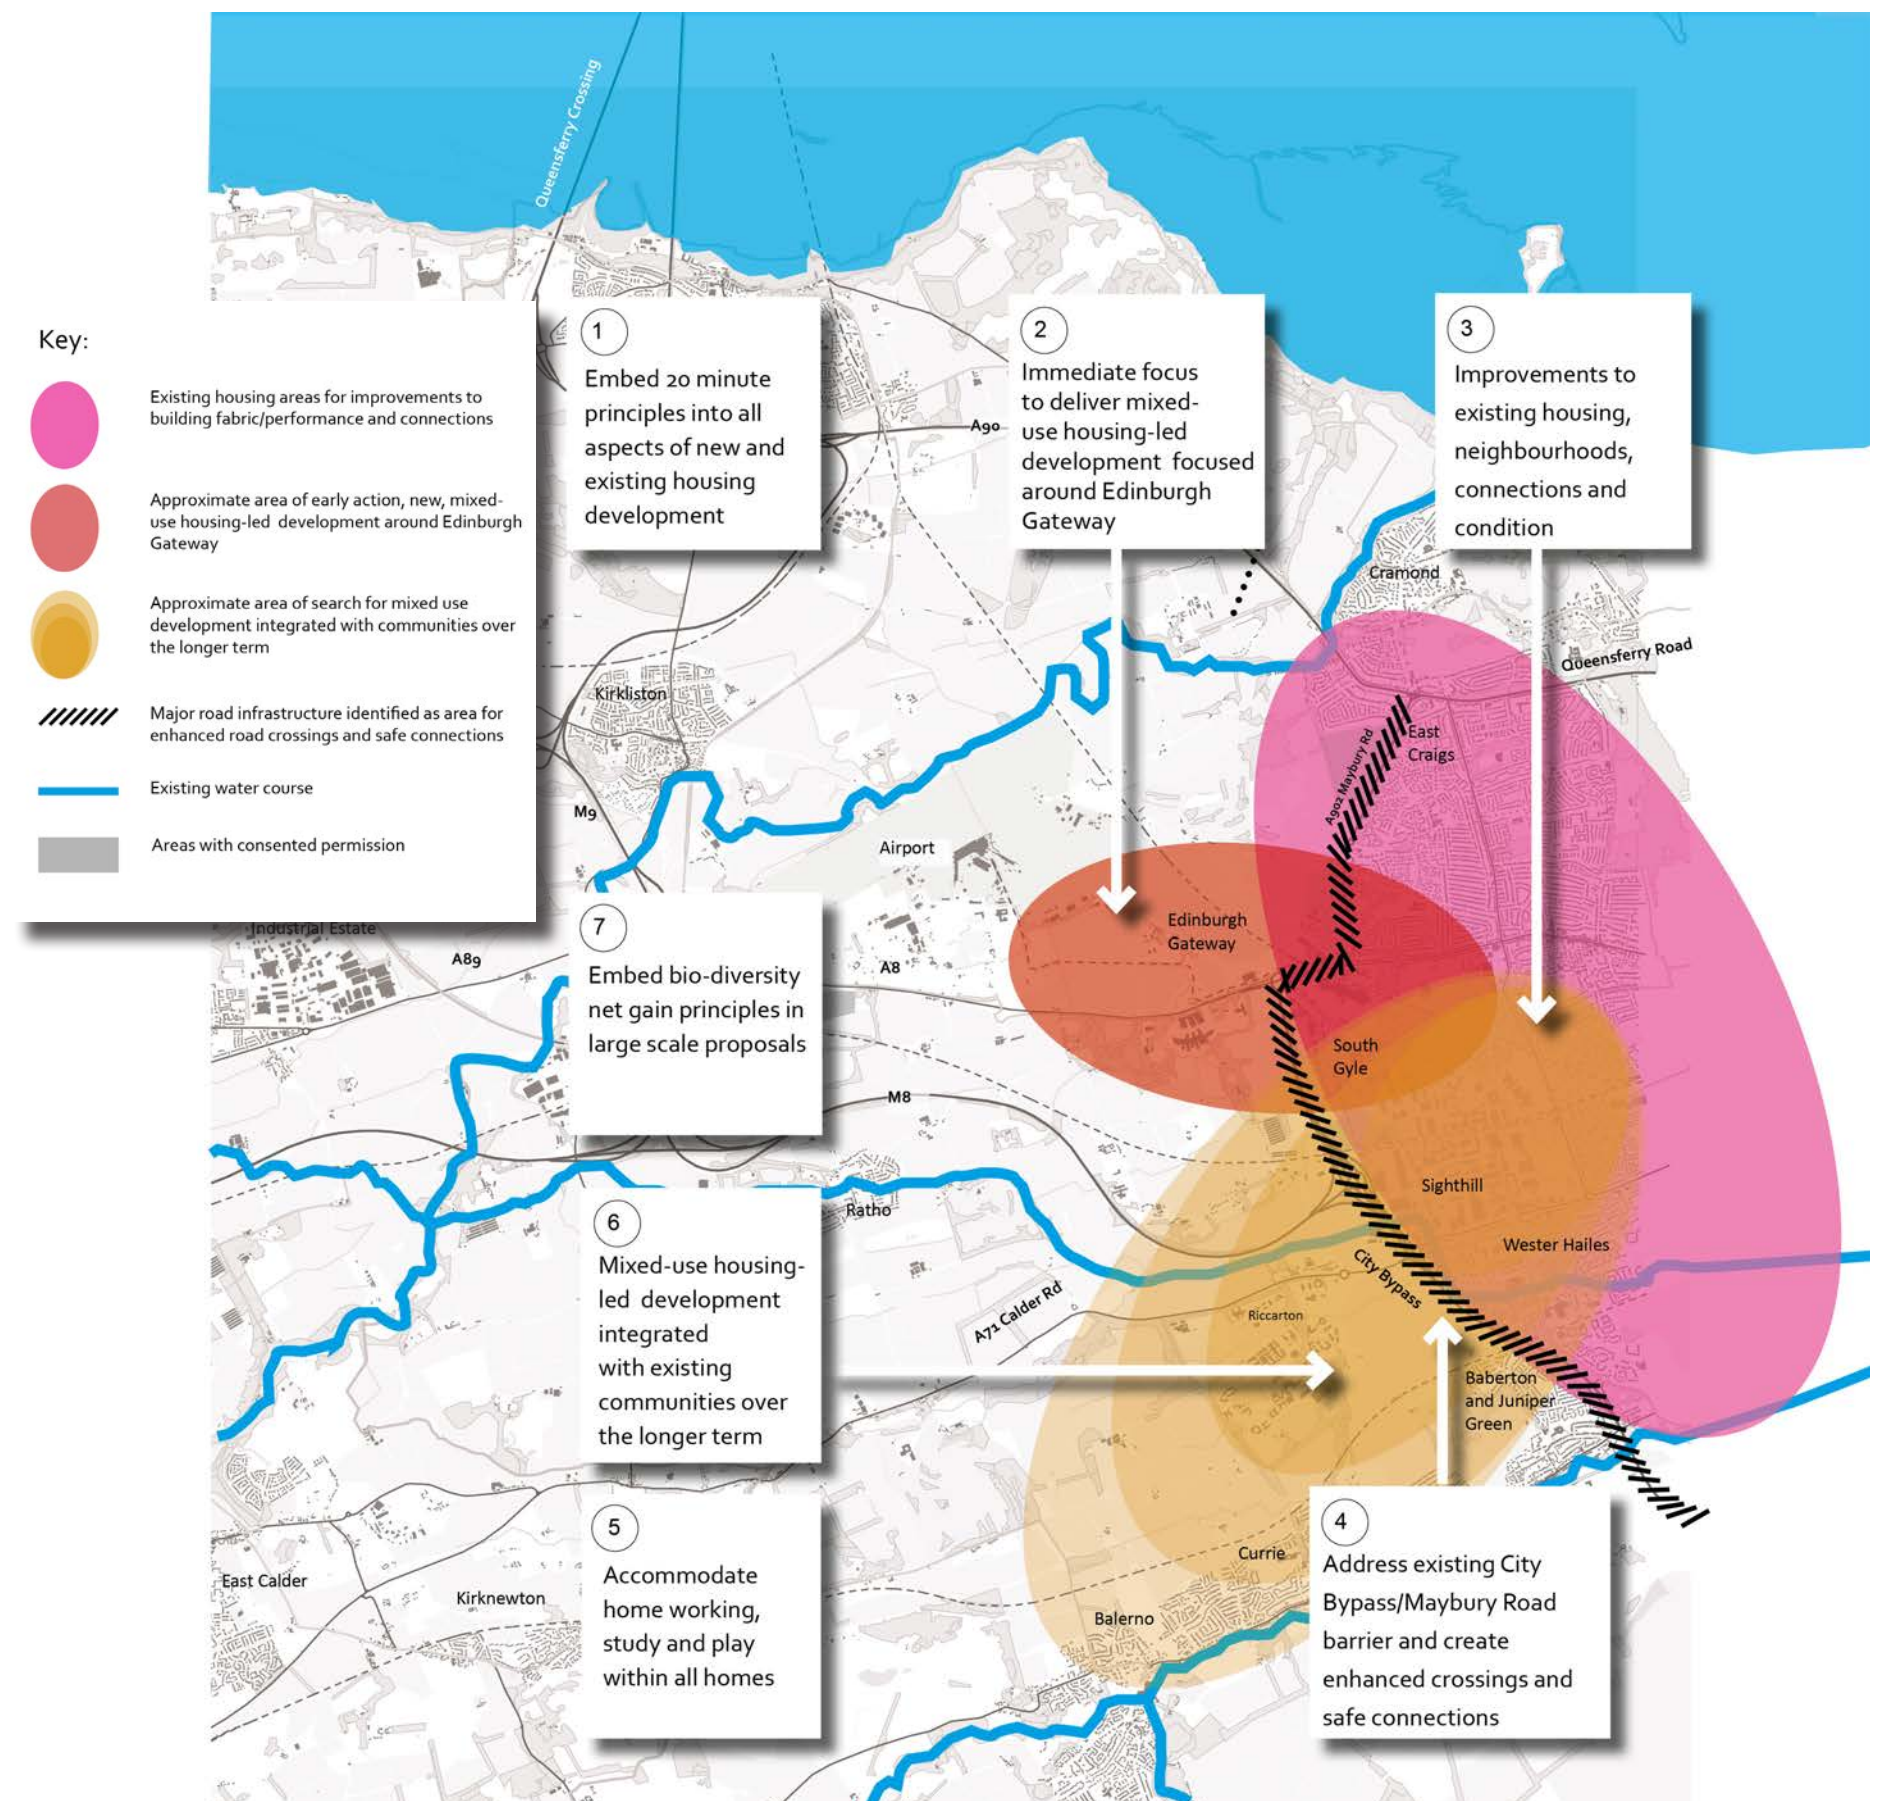 Queensferry Crossing
Key:
Existing housing areas for improvements to
building fabric/performance and connections
Approximate area of early action, new, mixed-
use housing-led development around Edinburgh
Gateway
Approximate area of search for mixed use
development integrated with communities over
the longer term
Major road infrastructure identified as area for
enhanced road crossings and safe connections
Existing water course
Areas with consented permission
1
Embed 20 minute
principles into all
aspects of new and
existing housing
development
2
Immediate focus
to deliver mixed-
use housing-led
development focused
around Edinburgh
Gateway
3
Improvements to
existing housing,
neighbourhoods,
connections and
condition
A90
Cramond
Queensferry Road
Kirkliston
East
Craigs
A902 Maybury Rd
M9
Airport
Edinburgh
Gateway
Industrial Estate
A89
A8
7
Embed bio-diversity
net gain principles in
large scale proposals
South
Gyle
M8
Sighthill
Ratho
Wester Hailes
City Bypass
A71 Calder Rd
Riccarton
6
Mixed-use housing-
led development
integrated
with existing
communities over
the longer term
Baberton
and Juniper
Green
5
Accommodate
home working,
study and play
within all homes
4
Address existing City
Bypass/Maybury Road
barrier and create
enhanced crossings and
safe connections
Currie
East Calder
Kirknewton
Balerno